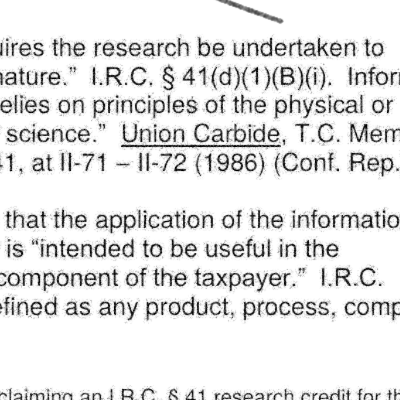 uires the research be undertaken to
nature.” I.R.C. § 41(d)(1)(B)(i). Infor
elies on principles of the physical or
science.” Union Carbide, T.C. Mem
41, at II-71 – II-72 (1986) (Conf. Rep.
that the application of the informatio
is “intended to be useful in the
component of the taxpayer.” I.R.C.
efined as any product, process, comp
claiming an I.R.C. § 41 research credit for th